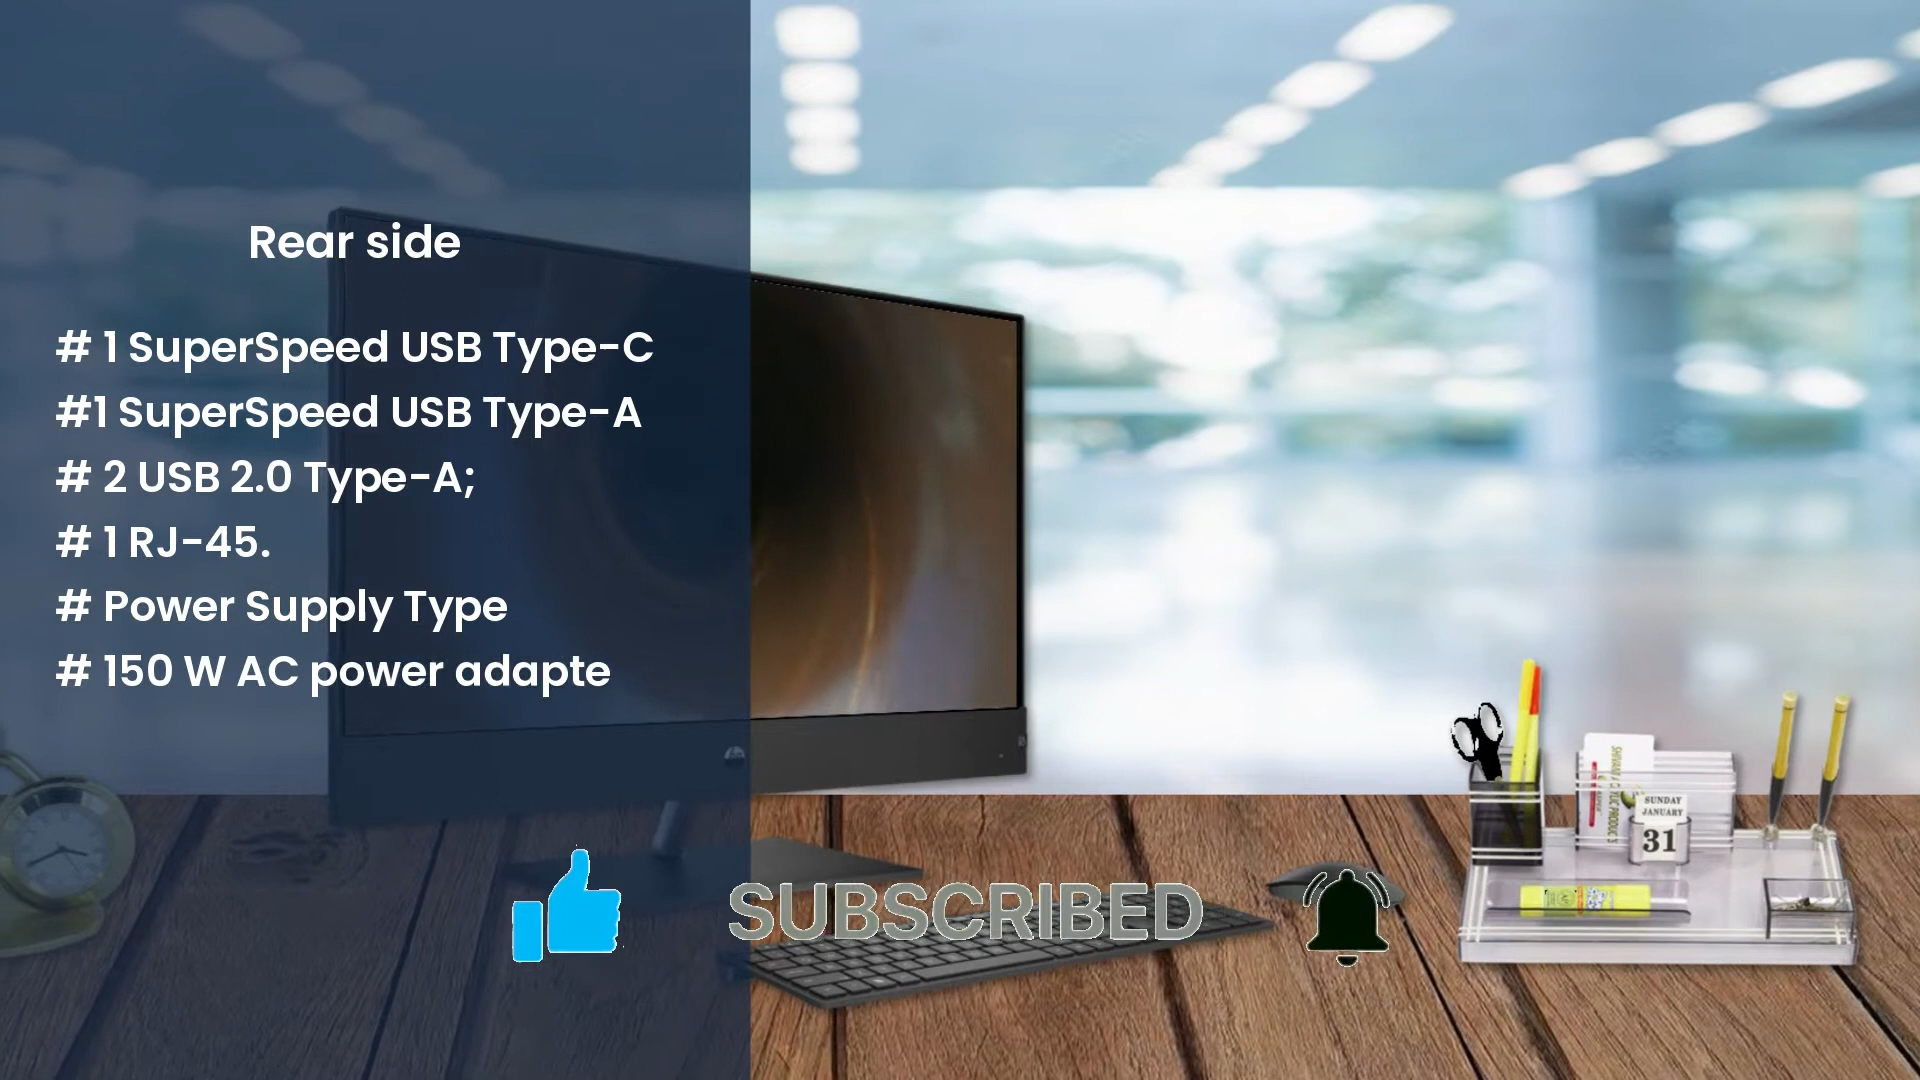 Rear side
# 1 SuperSpeed USB Type-C
#1 SuperSpeed USB Type-A
# 2 USB 2.0 Type-A;
# 1 RJ-45.
# Power Supply Type
# 150 W AC power adapte
SUNDAY
JANUARY
31
SUBSCRIBED